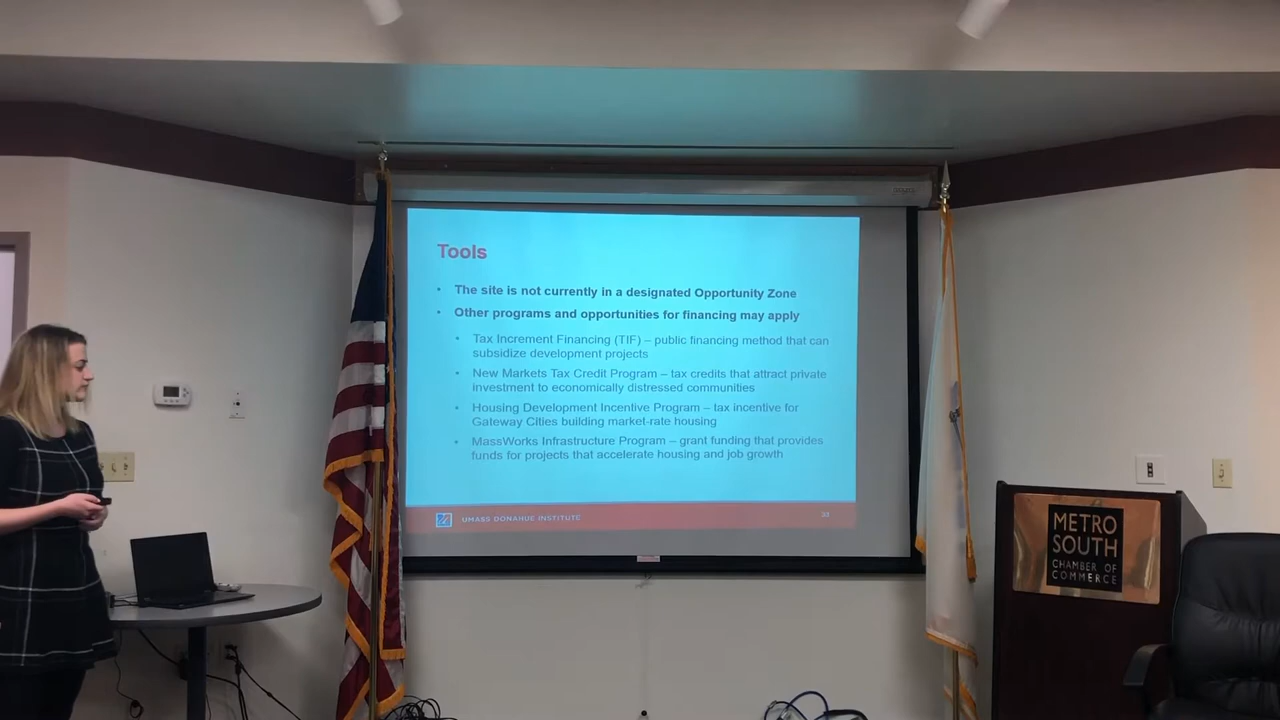 Tools
• The site is not currently in a designated Opportunity Zone
• Other programs and opportunities for financing may apply
• Tax Increment Financing (TIF) – public financing method that can
subsidize development projects
• New Markets Tax Credit Program – tax credits that attract private
investment to economically distressed communities
• Housing Development Incentive Program – tax incentive for
Gateway Cities building market-rate housing
• MassWorks Infrastructure Program – grant funding that provides
funds for projects that accelerate housing and job growth
UMASS DONAHUE INSTITUTE
METRO
SOUTH
CHAMBER OF
COMMERCE